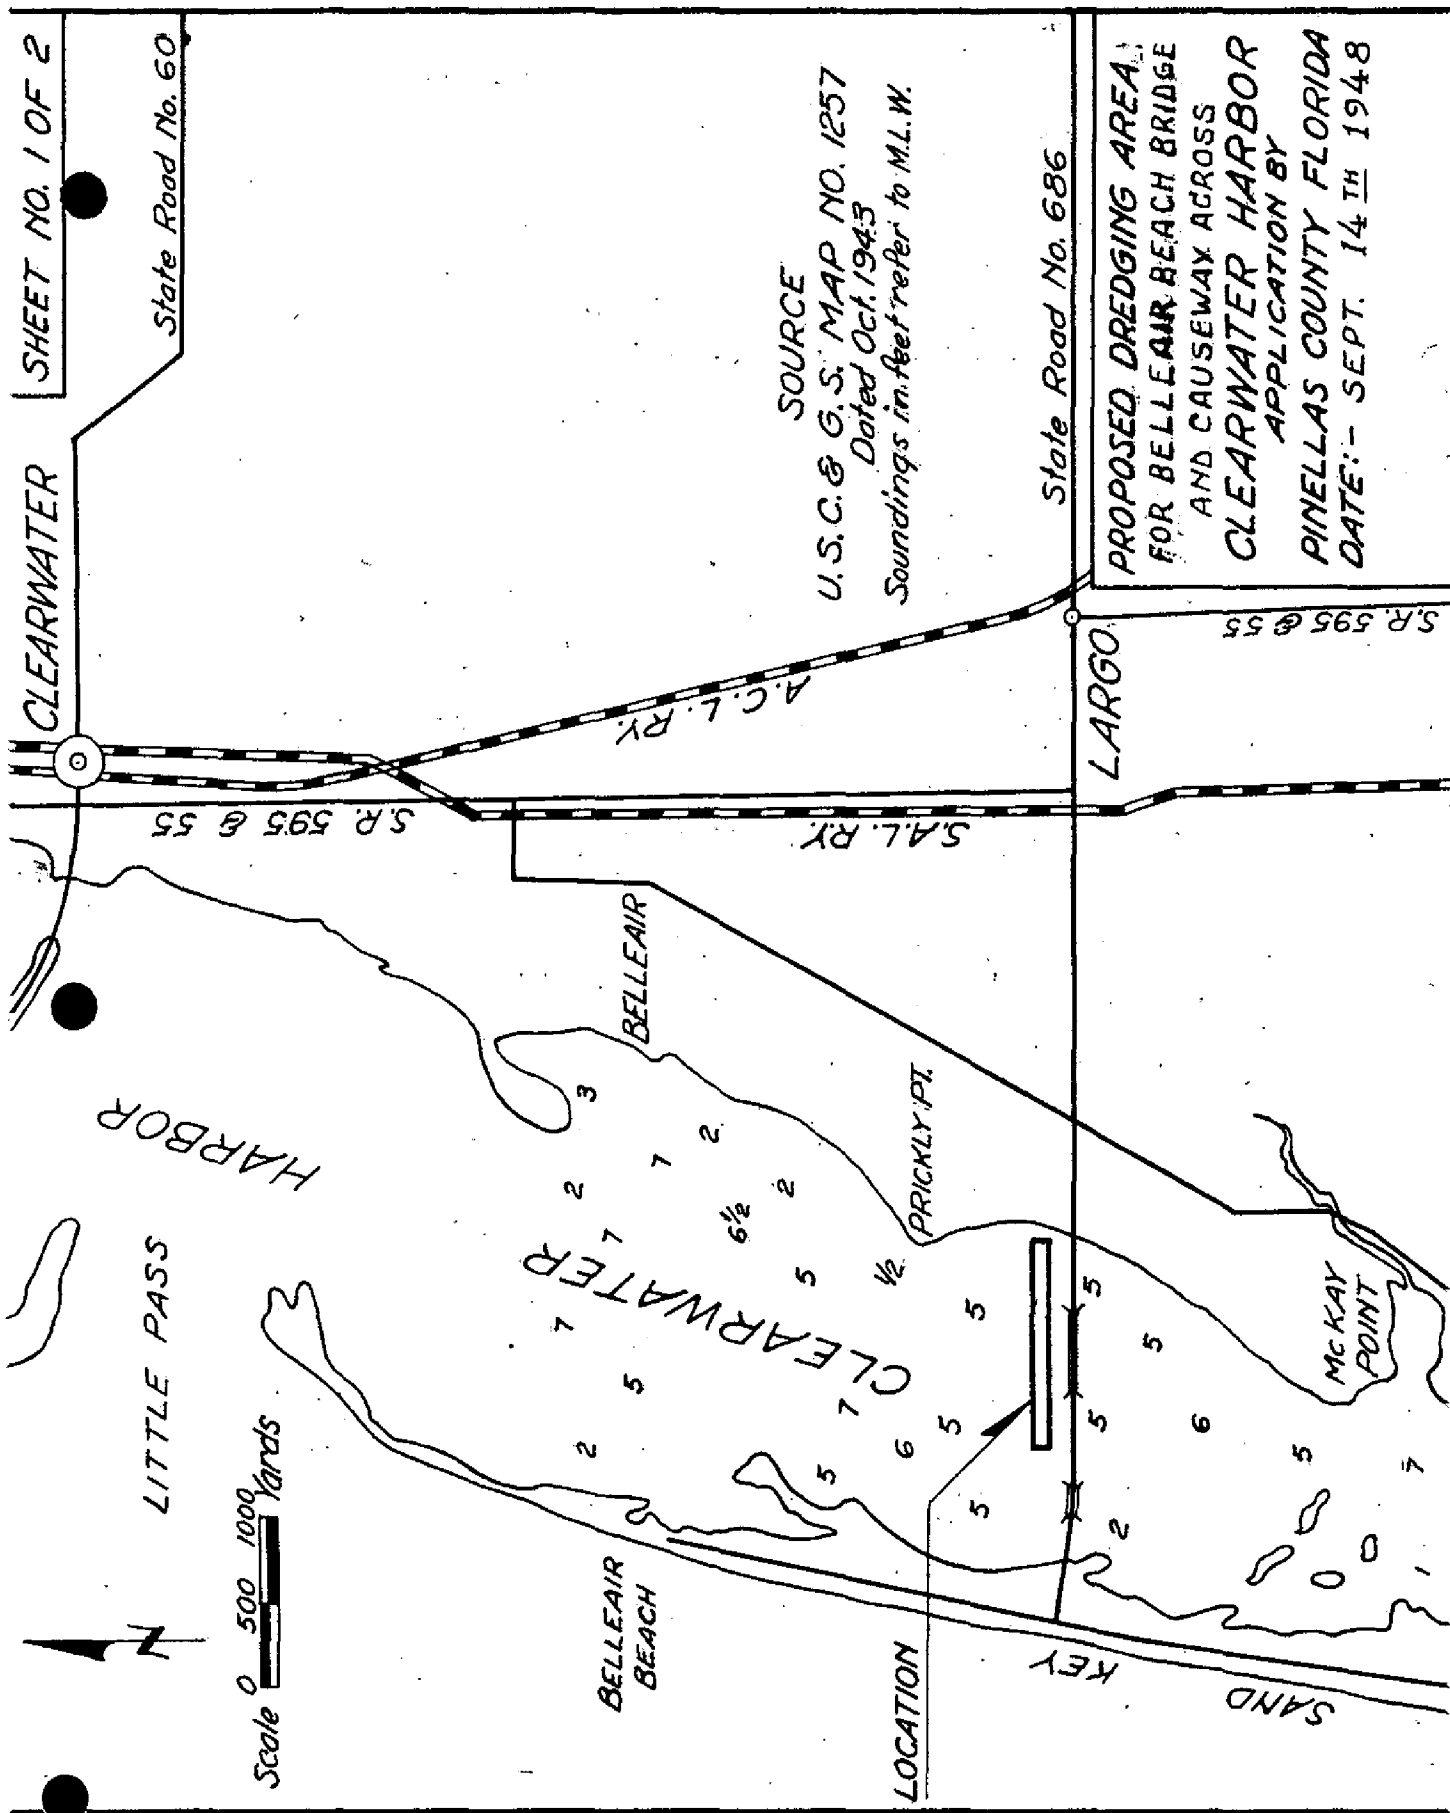 SHEET NO. 1 OF 2
State Road No. 60
CLEARWATER
S.R. 595 & 55
A.C.L. RY.
S.A.L. RY.
SOURCE
U.S.C. & G.S. MAP NO. 1257
Dated Oct. 1943
Soundings in feet refer to M.L.W.
State Road No. 686
LARGO
S.R. 595 & 55
HARBOR
CLEARWATER
LITTLE PASS
BELLEAIR
PRICKLY PT.
McKAY
POINT
N
Scale 0 500 1000 Yards
BELLEAIR
BEACH
LOCATION
SAND
KEY
3
2
7
2
7
6 1/2
2
7
5
1/2
5
2
7
5
5
6
5
5
5
5
5
6
2
5
7
1
PROPOSED DREDGING AREA
FOR BELLEAIR BEACH BRIDGE
AND CAUSEWAY ACROSS
CLEARWATER HARBOR
APPLICATION BY
PINELLAS COUNTY FLORIDA
DATE:- SEPT. 14TH 1948